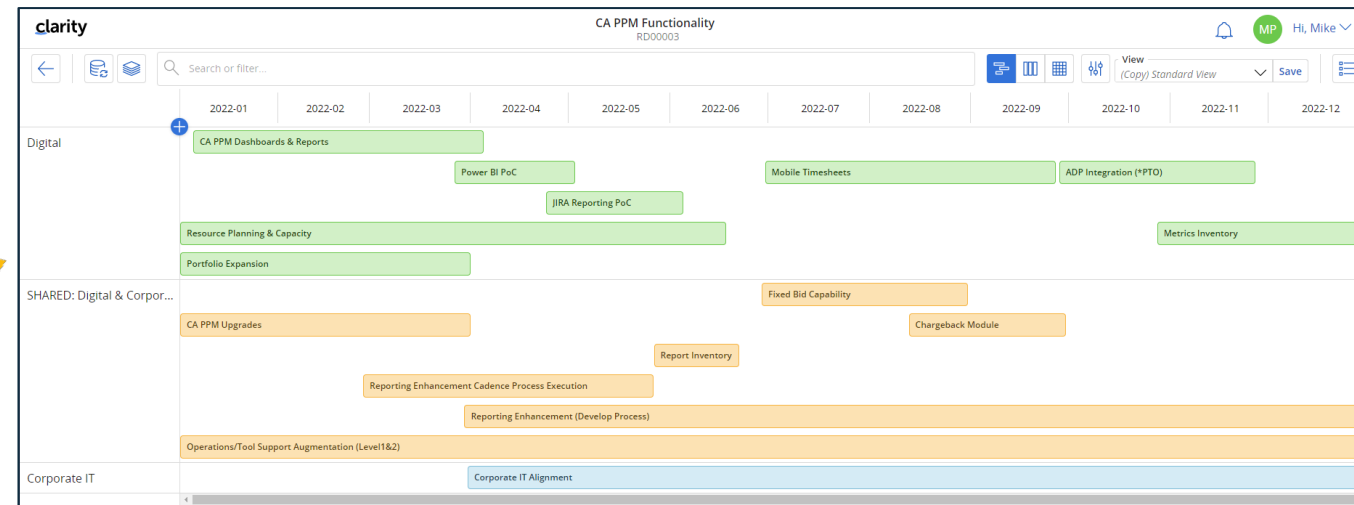 clarity
CA PPM Functionality
RD00003
MP
Hi, Mike
Search or filter...
View
(Copy) Standard View
Save
2022-01 2022-02 2022-03 2022-04 2022-05 2022-06 2022-07 2022-08 2022-09 2022-10 2022-11 2022-12
Digital
CA PPM Dashboards & Reports
Power BI PoC
Mobile Timesheets
ADP Integration (*PTO)
JIRA Reporting PoC
Resource Planning & Capacity
Metrics Inventory
Portfolio Expansion
SHARED: Digital & Corpor...
Fixed Bid Capability
CA PPM Upgrades
Chargeback Module
Report Inventory
Reporting Enhancement Cadence Process Execution
Reporting Enhancement (Develop Process)
Operations/Tool Support Augmentation (Level1&2)
Corporate IT
Corporate IT Alignment